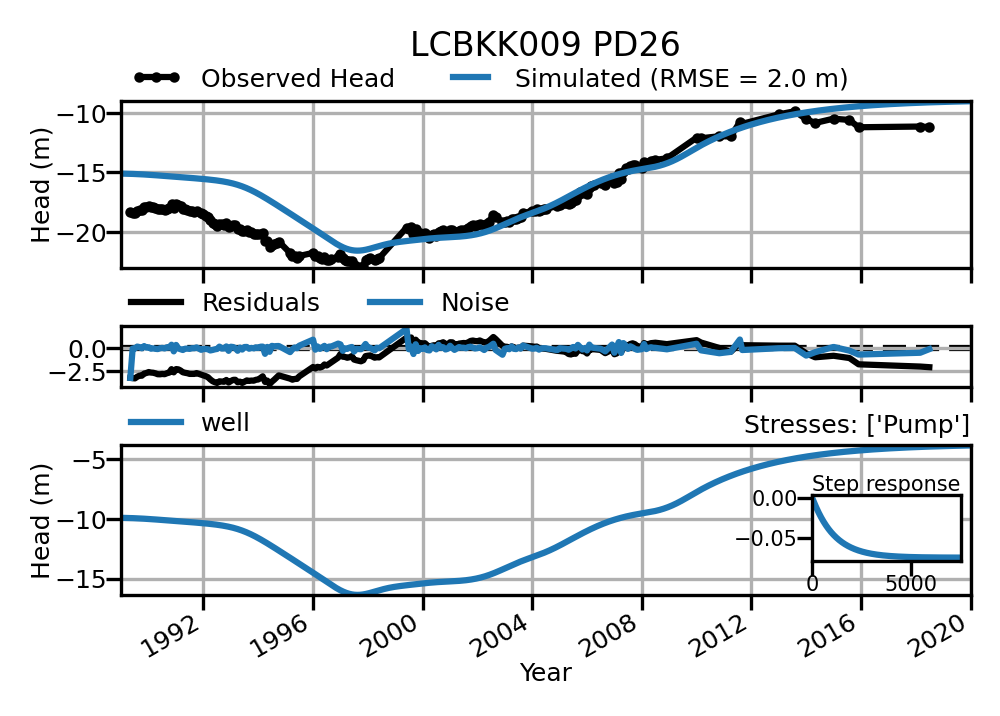 LCBKK009 PD26
Observed Head Simulated (RMSE = 2.0 m)
−10
−15
−20
Head (m)
Residuals Noise
0.0
−2.5
well Stresses: ['Pump']
−5
−10
−15
Head (m)
Step response
0.00
−0.05
0 5000
1992 1996 2000 2004 2008 2012 2016 2020
Year